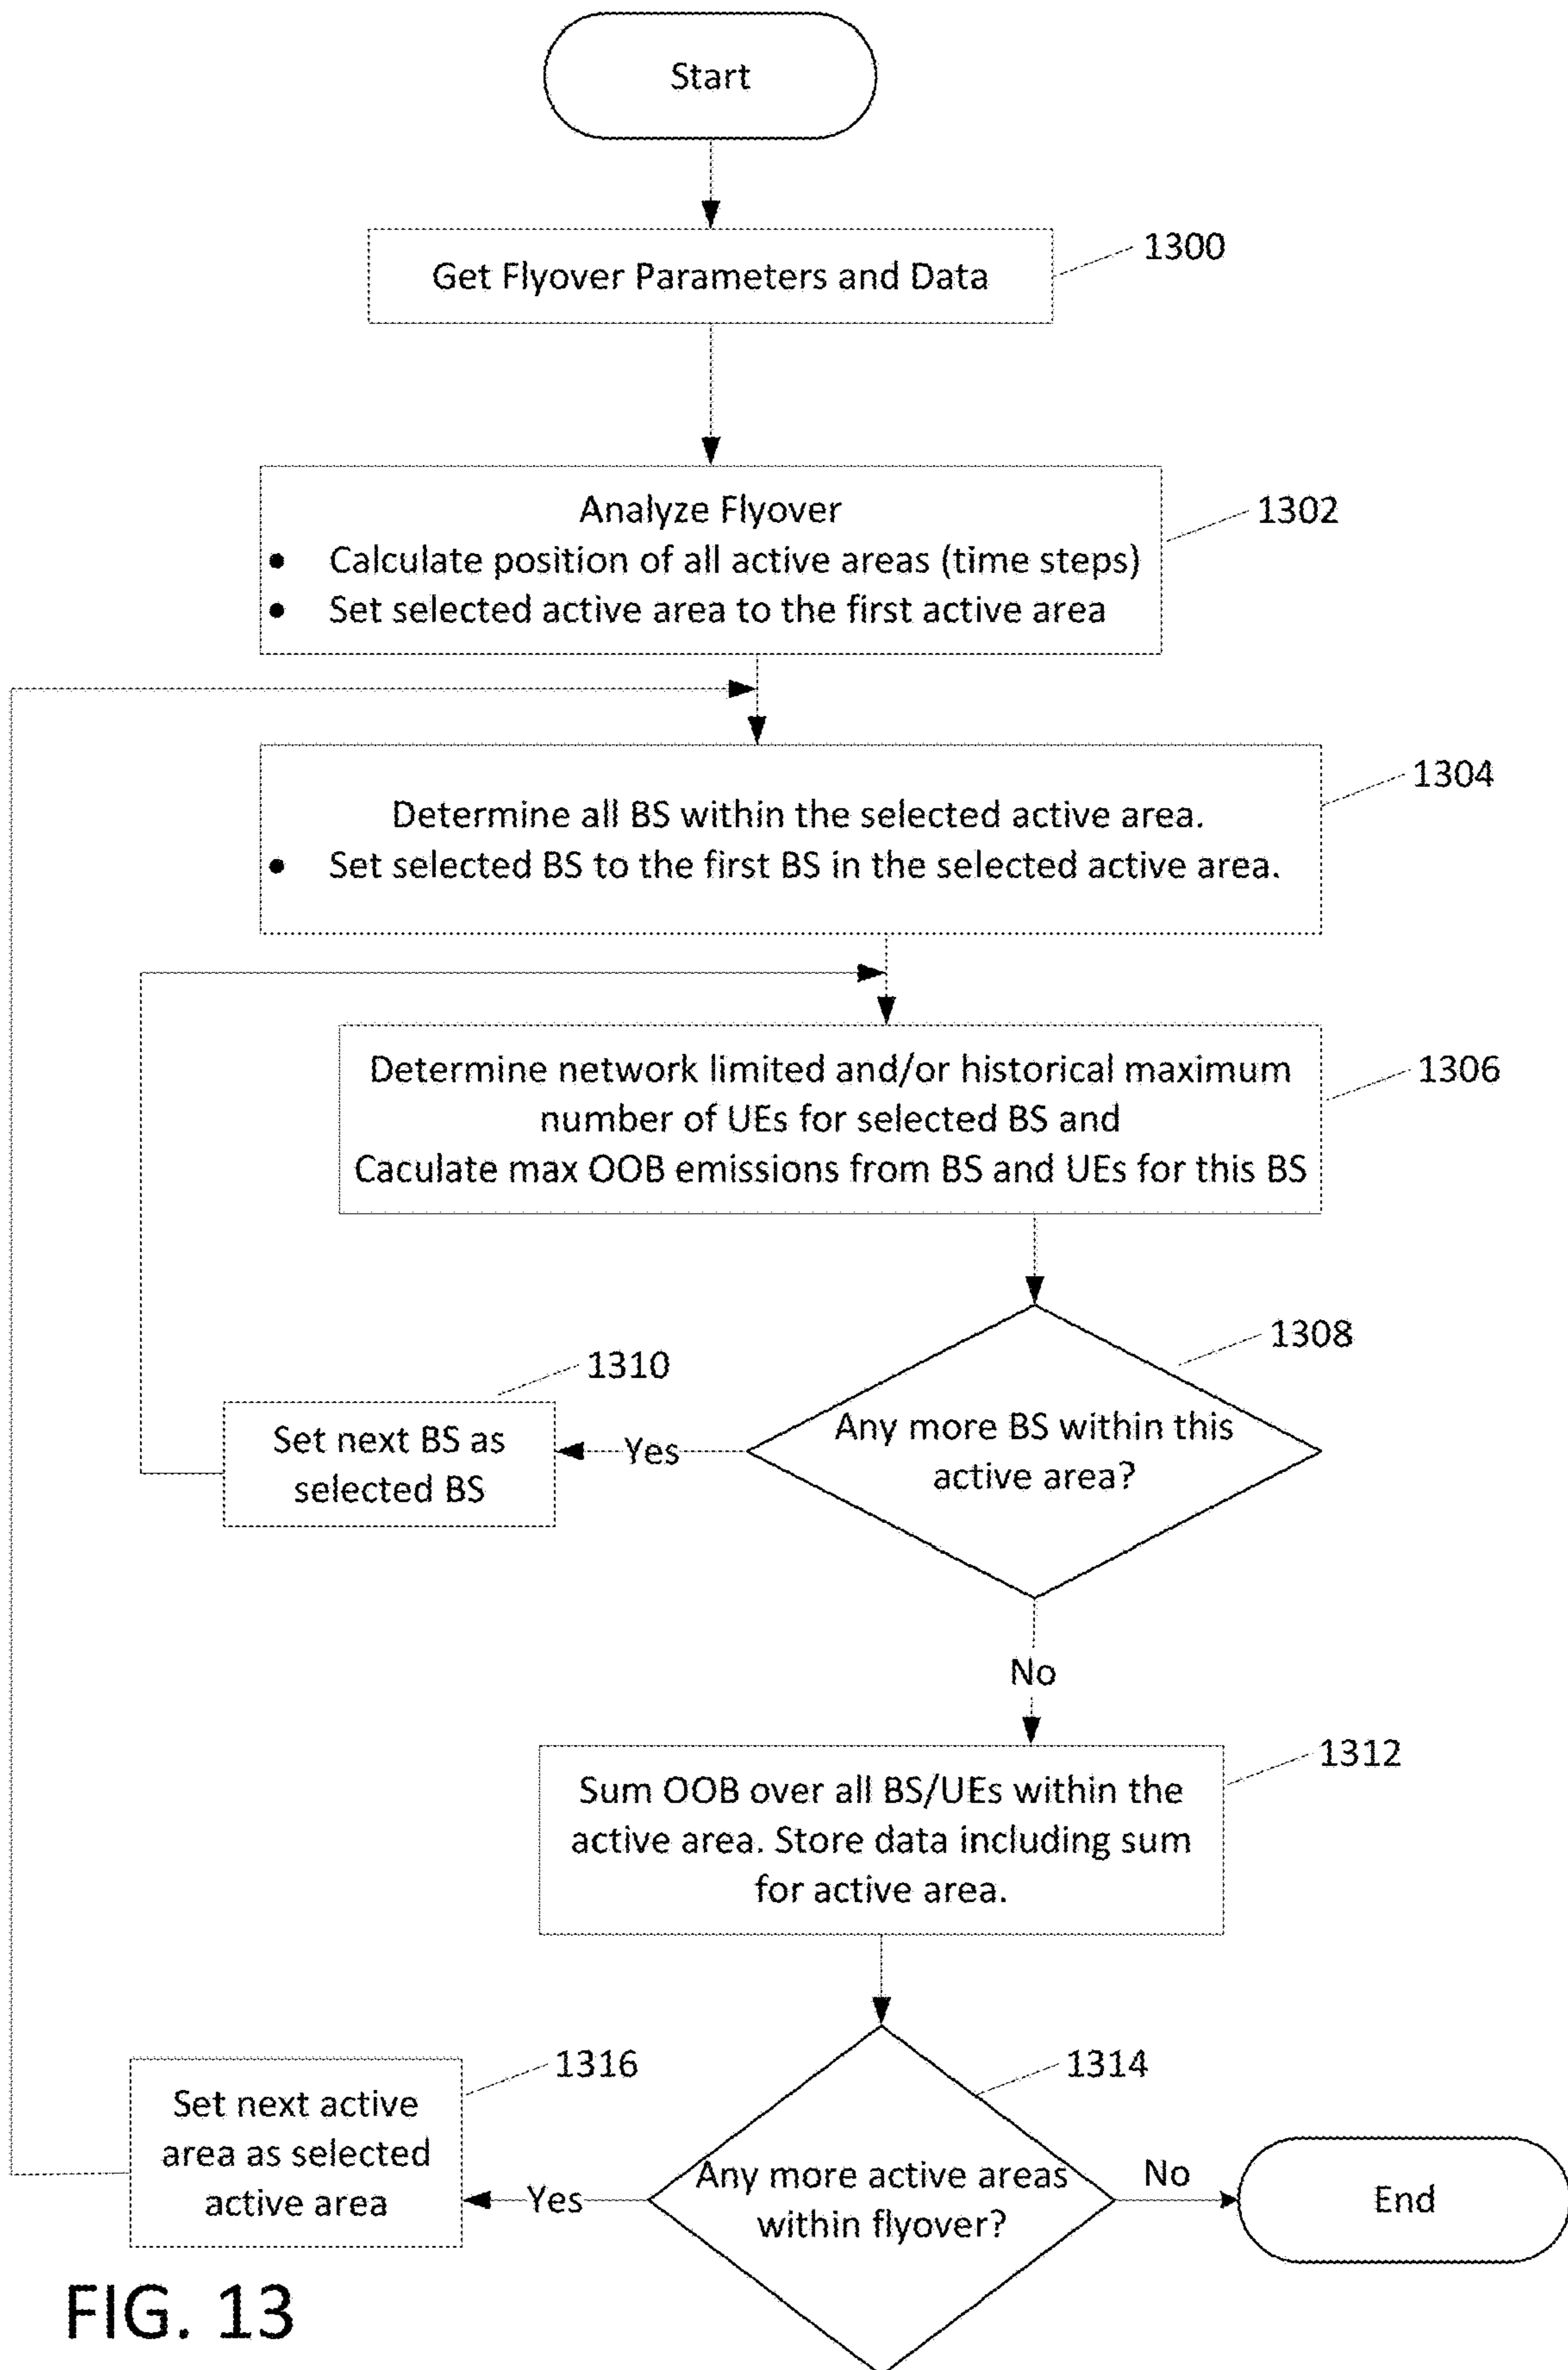 Start
Get Flyover Parameters and Data
1300
Analyze Flyover
• Calculate position of all active areas (time steps)
• Set selected active area to the first active area
1302
Determine all BS within the selected active area.
• Set selected BS to the first BS in the selected active area.
1304
Determine network limited and/or historical maximum
number of UEs for selected BS and
Caculate max OOB emissions from BS and UEs for this BS
1306
1308
Any more BS within this
active area?
Yes
1310
Set next BS as
selected BS
No
1312
Sum OOB over all BS/UEs within the
active area. Store data including sum
for active area.
1314
Any more active areas
within flyover?
Yes
1316
Set next active
area as selected
active area
No
End
FIG. 13